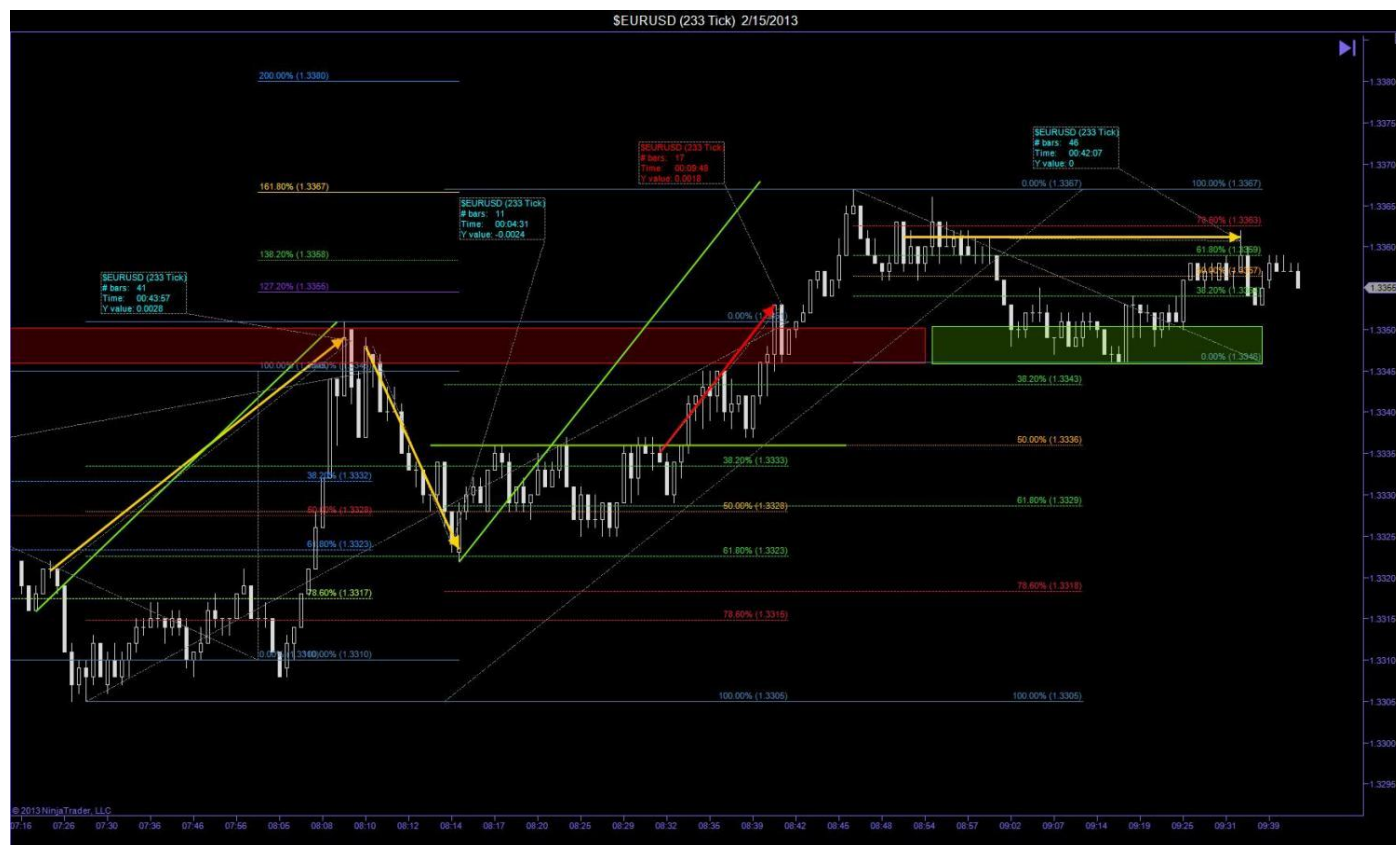 $EURUSD (233 Tick) 2/15/2013
200.00% (1.3380)
161.80% (1.3367)
138.20% (1.3358)
127.20% (1.3355)
$EURUSD (233 Tick)
# bars: 41
Time: 00:43:57
Y value: 0.0028
$EURUSD (233 Tick)
# bars: 11
Time: 00:04:31
Y value: -0.0024
$EURUSD (233 Tick)
# bars: 17
Y value: 0.0018
$EURUSD (233 Tick)
# bars: 46
Time: 00:42:07
Y value: 0
0.00% (1.3367)
100.00% (1.3367)
78.60% (1.3363)
61.80% (1.3359)
38.20%
0.00%
0.00% (1.3346)
100.00%
38.20% (1.3343)
50.00% (1.3336)
38.20% (1.3333)
38.20% (1.3332)
61.80% (1.3329)
50.00% (1.3328)
50.00% (1.3328)
61.80% (1.3323)
61.80% (1.3323)
78.60% (1.3318)
78.60% (1.3317)
78.60% (1.3315)
100.00% (1.3310)
100.00% (1.3305)
100.00% (1.3305)
1.3380
1.3375
1.3370
1.3365
1.3360
1.3355
1.3350
1.3345
1.3340
1.3335
1.3330
1.3325
1.3320
1.3315
1.3310
1.3305
1.3300
1.3295
© 2013 NinjaTrader, LLC
07:16 07:26 07:30 07:36 07:46 07:56 08:05 08:08 08:10 08:12 08:14 08:17 08:20 08:25 08:29 08:32 08:35 08:39 08:42 08:45 08:48 08:54 08:57 09:02 09:07 09:14 09:19 09:25 09:31 09:39